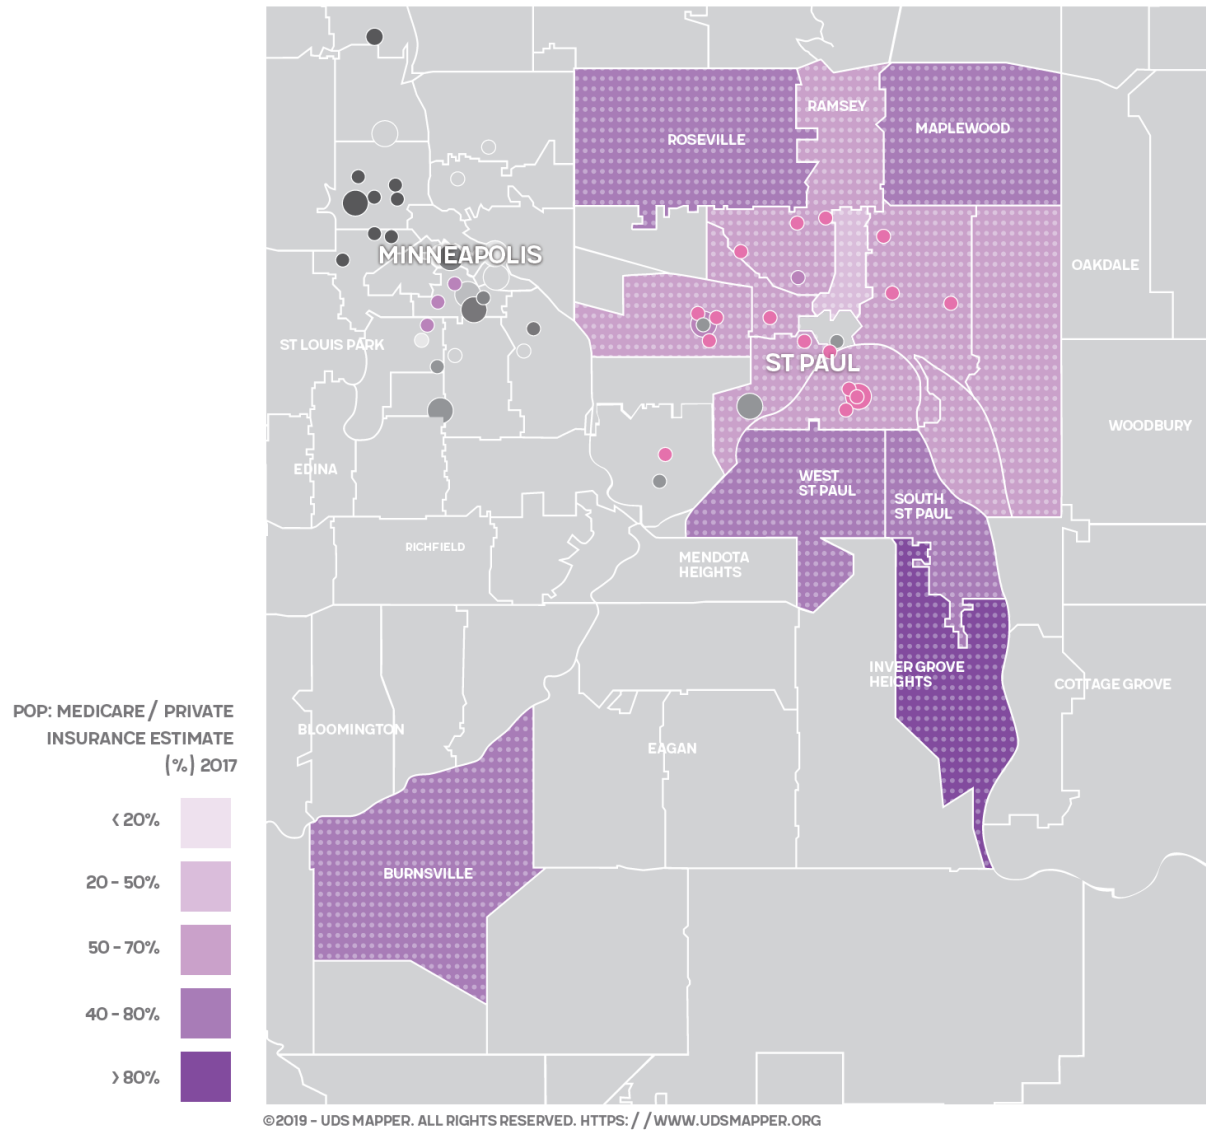 RAMSEY
MAPLEWOOD
ROSEVILLE
MINNEAPOLIS
OAKDALE
ST LOUIS PARK
ST PAUL
WOODBURY
EDINA
WEST
ST PAUL
SOUTH
ST PAUL
RICHFIELD
MENDOTA
HEIGHTS
INVER GROVE
HEIGHTS
COTTAGE GROVE
BLOOMINGTON
EAGAN
BURNSVILLE
POP: MEDICARE / PRIVATE
INSURANCE ESTIMATE
(%) 2017
< 20%
20 - 50%
50 - 70%
40 - 80%
> 80%
©2019 - UDS MAPPER. ALL RIGHTS RESERVED. HTTPS: / / WWW.UDSMAPPER.ORG